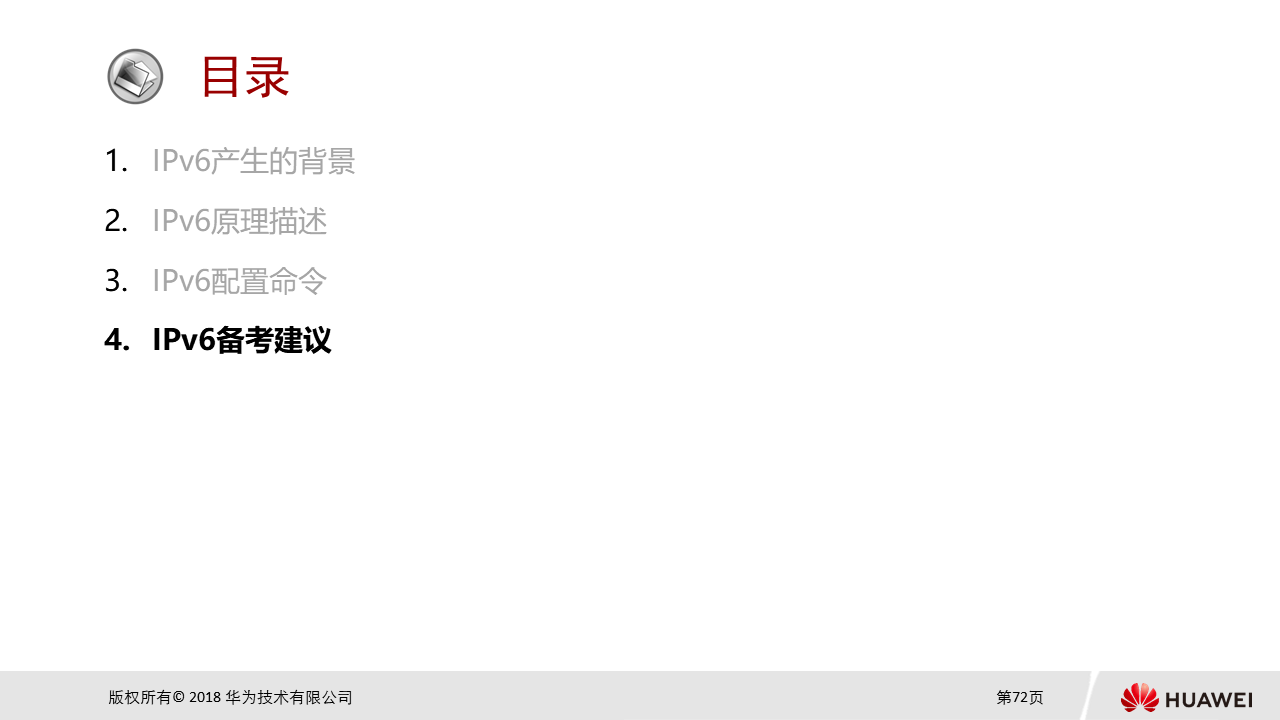 目录
1. IPv6产生的背景
2. IPv6原理描述
3. IPv6配置命令
4. IPv6备考建议
版权所有© 2018 华为技术有限公司
第72页
HUAWEI